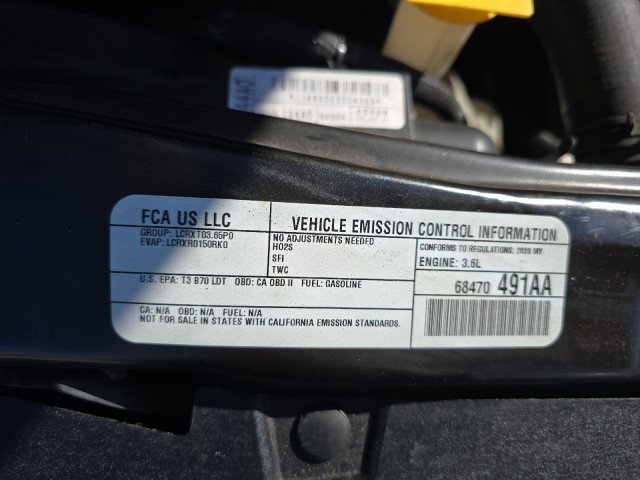 FCA US LLC
VEHICLE EMISSION CONTROL INFORMATION
GROUP: LCRXT03.65P0
EVAP: LCRXR0150RK0
NO ADJUSTMENTS NEEDED
HO2S
SFI
TWC
CONFORMS TO REGULATIONS: 2020 MY
ENGINE: 3.6L
U.S. EPA: T3 B70 LDT OBD: CA OBD II FUEL: GASOLINE
68470 491AA
CA: N/A OBD: N/A FUEL: N/A
NOT FOR SALE IN STATES WITH CALIFORNIA EMISSION STANDARDS.